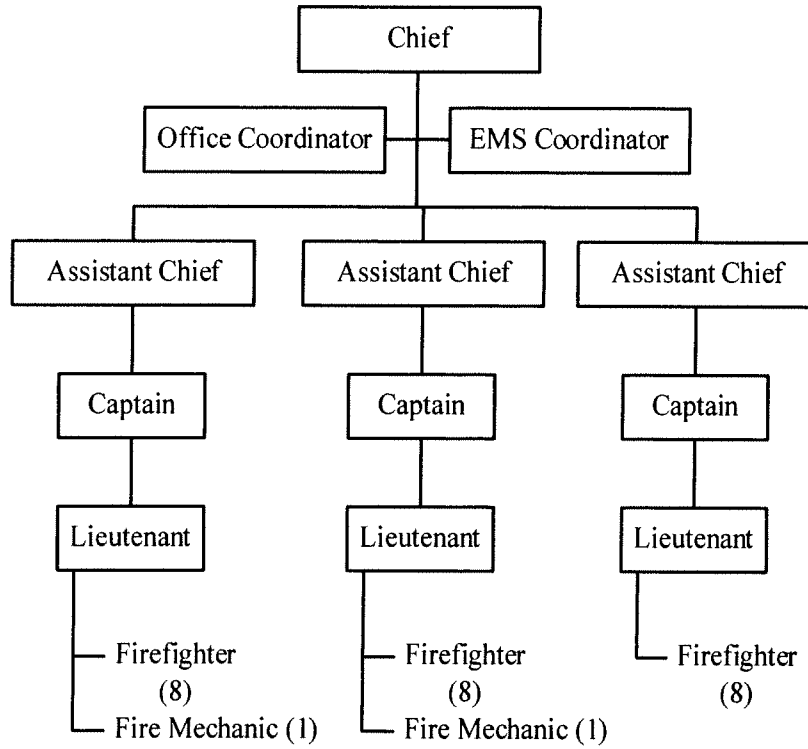 Chief
Office Coordinator
EMS Coordinator
Assistant Chief
Assistant Chief
Assistant Chief
Captain
Captain
Captain
Lieutenant
Lieutenant
Lieutenant
Firefighter
(8)
Fire Mechanic (1)
Firefighter
(8)
Fire Mechanic (1)
Firefighter
(8)